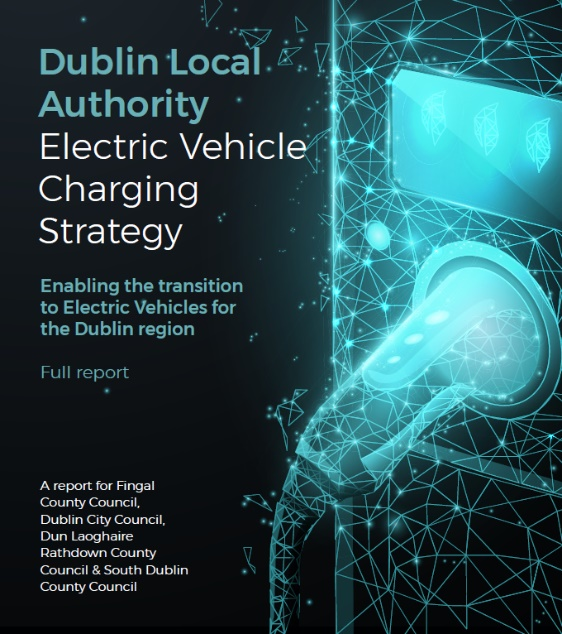 Dublin Local
Authority
Electric Vehicle
Charging
Strategy
Enabling the transition
to Electric Vehicles for
the Dublin region
Full report
A report for Fingal
County Council,
Dublin City Council,
Dun Laoghaire
Rathdown County
Council & South Dublin
County Council